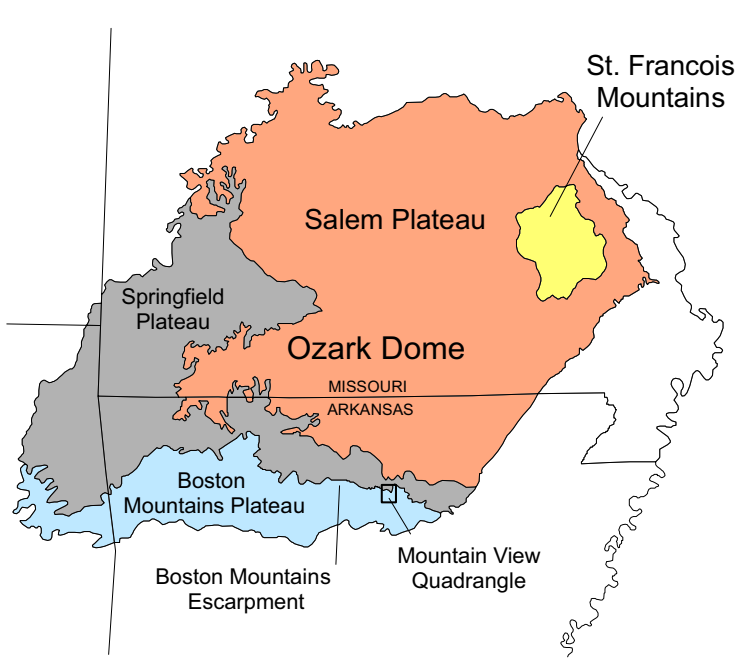 St. Francois
Mountains
Salem Plateau
Springfield
Plateau
Ozark Dome
MISSOURI
ARKANSAS
Boston
Mountains Plateau
Mountain View
Quadrangle
Boston Mountains
Escarpment